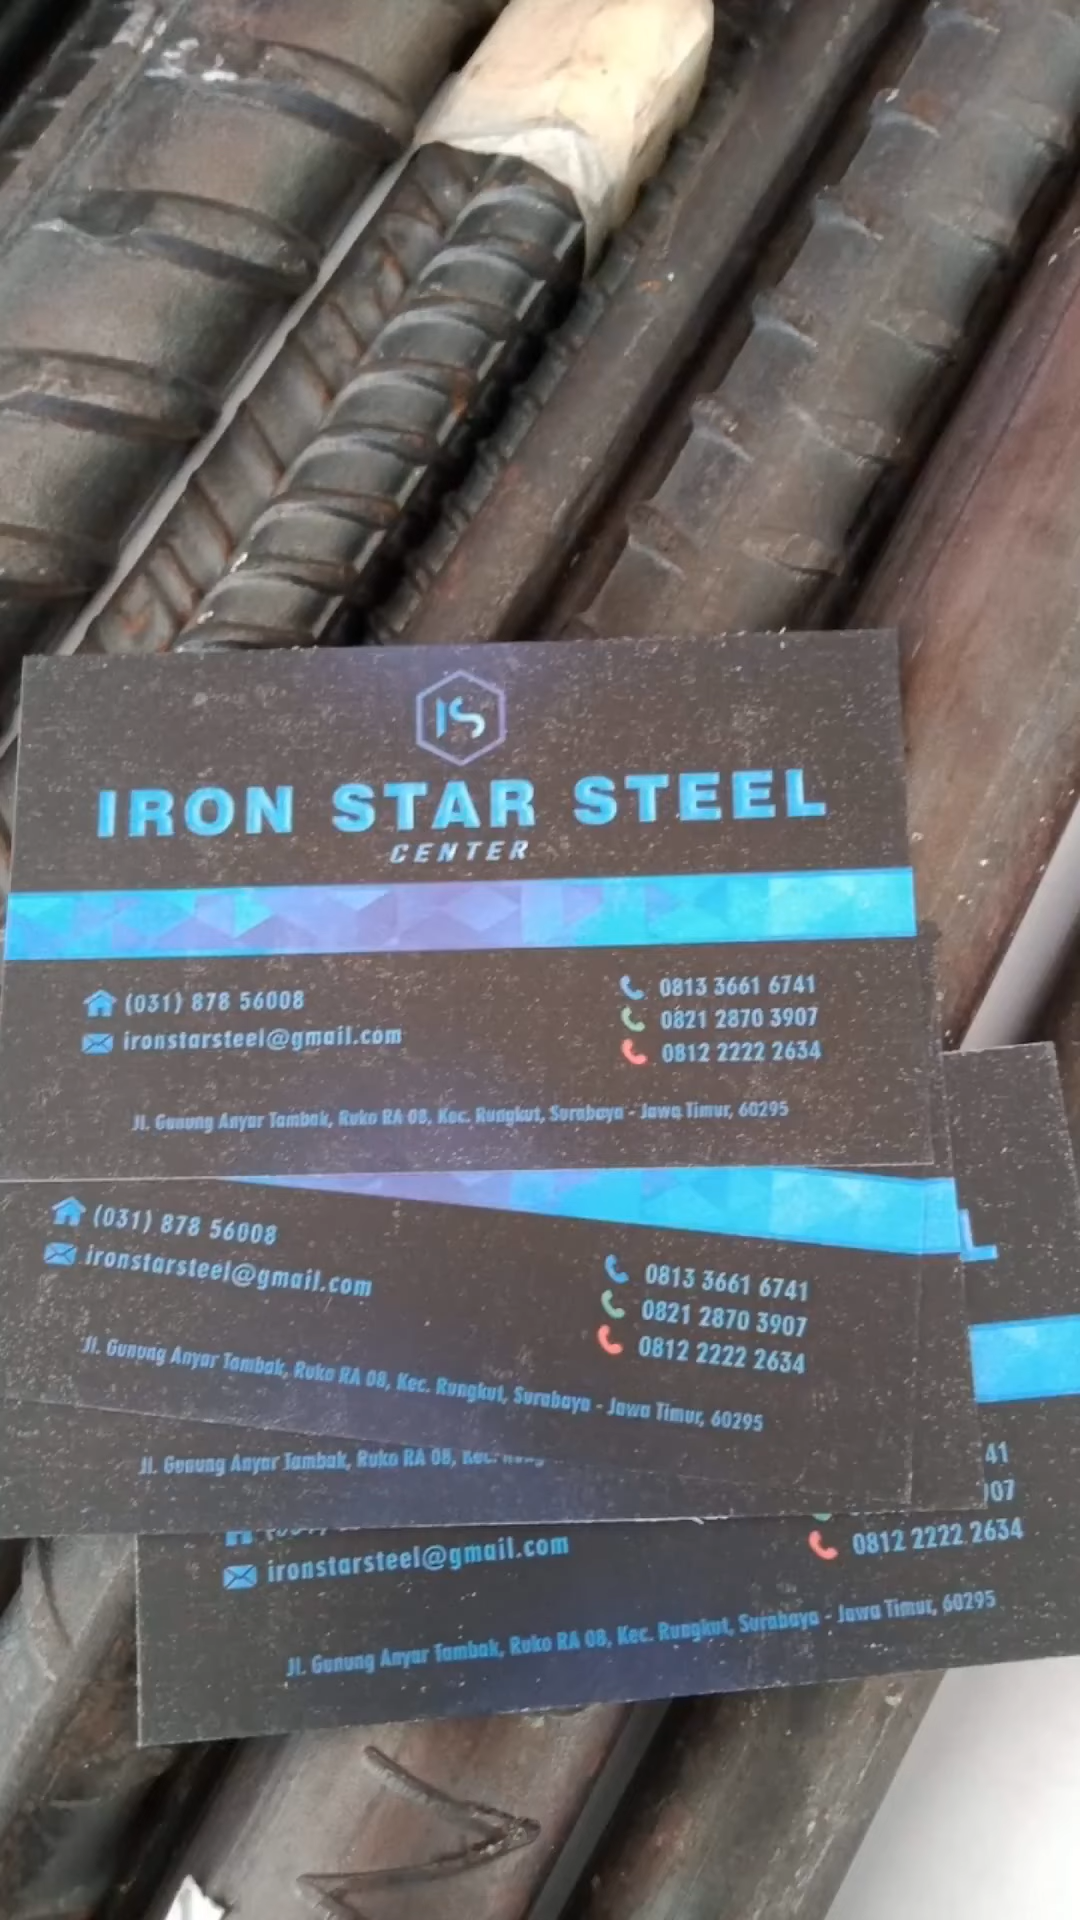 IS
IRON STAR STEEL
CENTER
(031) 878 56008
ironstarsteel@gmail.com
0813 3661 6741
0821 2870 3907
0812 2222 2634
Jl. Gunung Anyar Tambak, Ruko RA 08, Kec. Rungkut, Surabaya - Jawa Timur, 60295
(031) 878 56008
ironstarsteel@gmail.com
0813 3661 6741
0821 2870 3907
0812 2222 2634
Jl. Gunung Anyar Tambak, Ruko RA 08, Kec. Rungkut, Surabaya - Jawa Timur, 60295
Jl. Gunung Anyar Tambak, Ruko RA 08, Kec.
L
41
07
ironstarsteel@gmail.com
0812 2222 2634
Jl. Gunung Anyar Tambak, Ruko RA 08, Kec. Rungkut, Surabaya - Jawa Timur, 60295